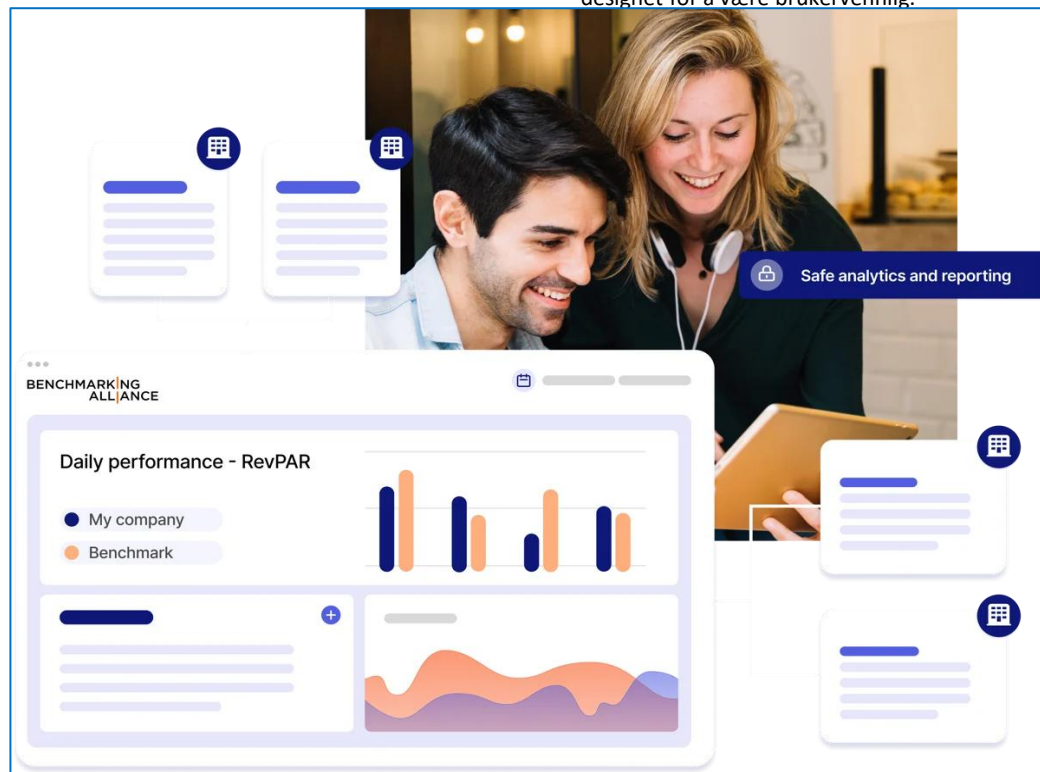 designet for å være brukervennlig.
Safe analytics and reporting
BENCHMARKING
ALLIANCE
Daily performance - RevPAR
My company
Benchmark